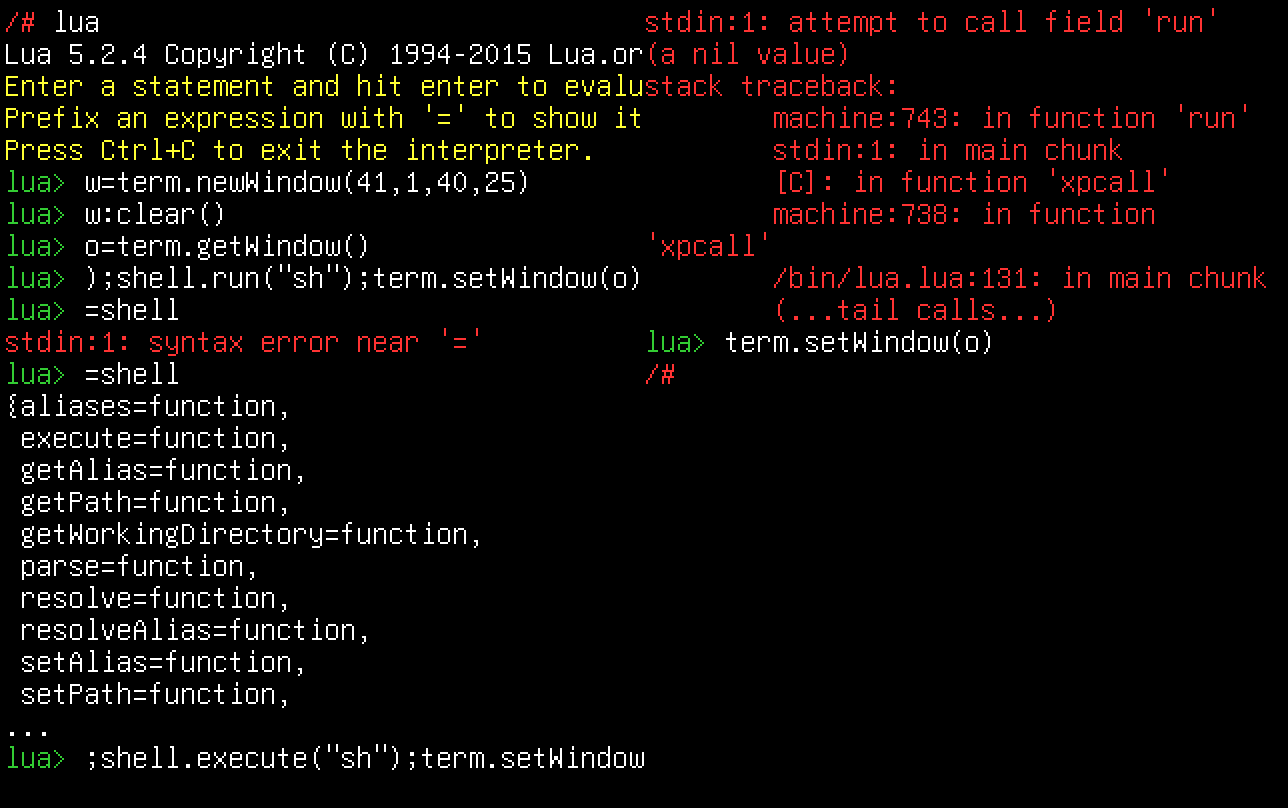 /# lua
Lua 5.2.4 Copyright (C) 1994-2015 Lua.or
Enter a statement and hit enter to evalu
Prefix an expression with '=' to show it
Press Ctrl+C to exit the interpreter.
lua> w=term.newWindow(41,1,40,25)
lua> w:clear()
lua> o=term.getWindow()
lua> );shell.run("sh");term.setWindow(o)
lua> =shell
stdin:1: syntax error near '='
lua> =shell
{aliases=function,
 execute=function,
 getAlias=function,
 getPath=function,
 getWorkingDirectory=function,
 parse=function,
 resolve=function,
 resolveAlias=function,
 setAlias=function,
 setPath=function,
...
lua> ;shell.execute("sh");term.setWindow
stdin:1: attempt to call field 'run'
(a nil value)
stack traceback:
        machine:743: in function 'run'
        stdin:1: in main chunk
        [C]: in function 'xpcall'
        machine:738: in function
'xpcall'
        /bin/lua.lua:131: in main chunk
        (...tail calls...)
lua> term.setWindow(o)
/#